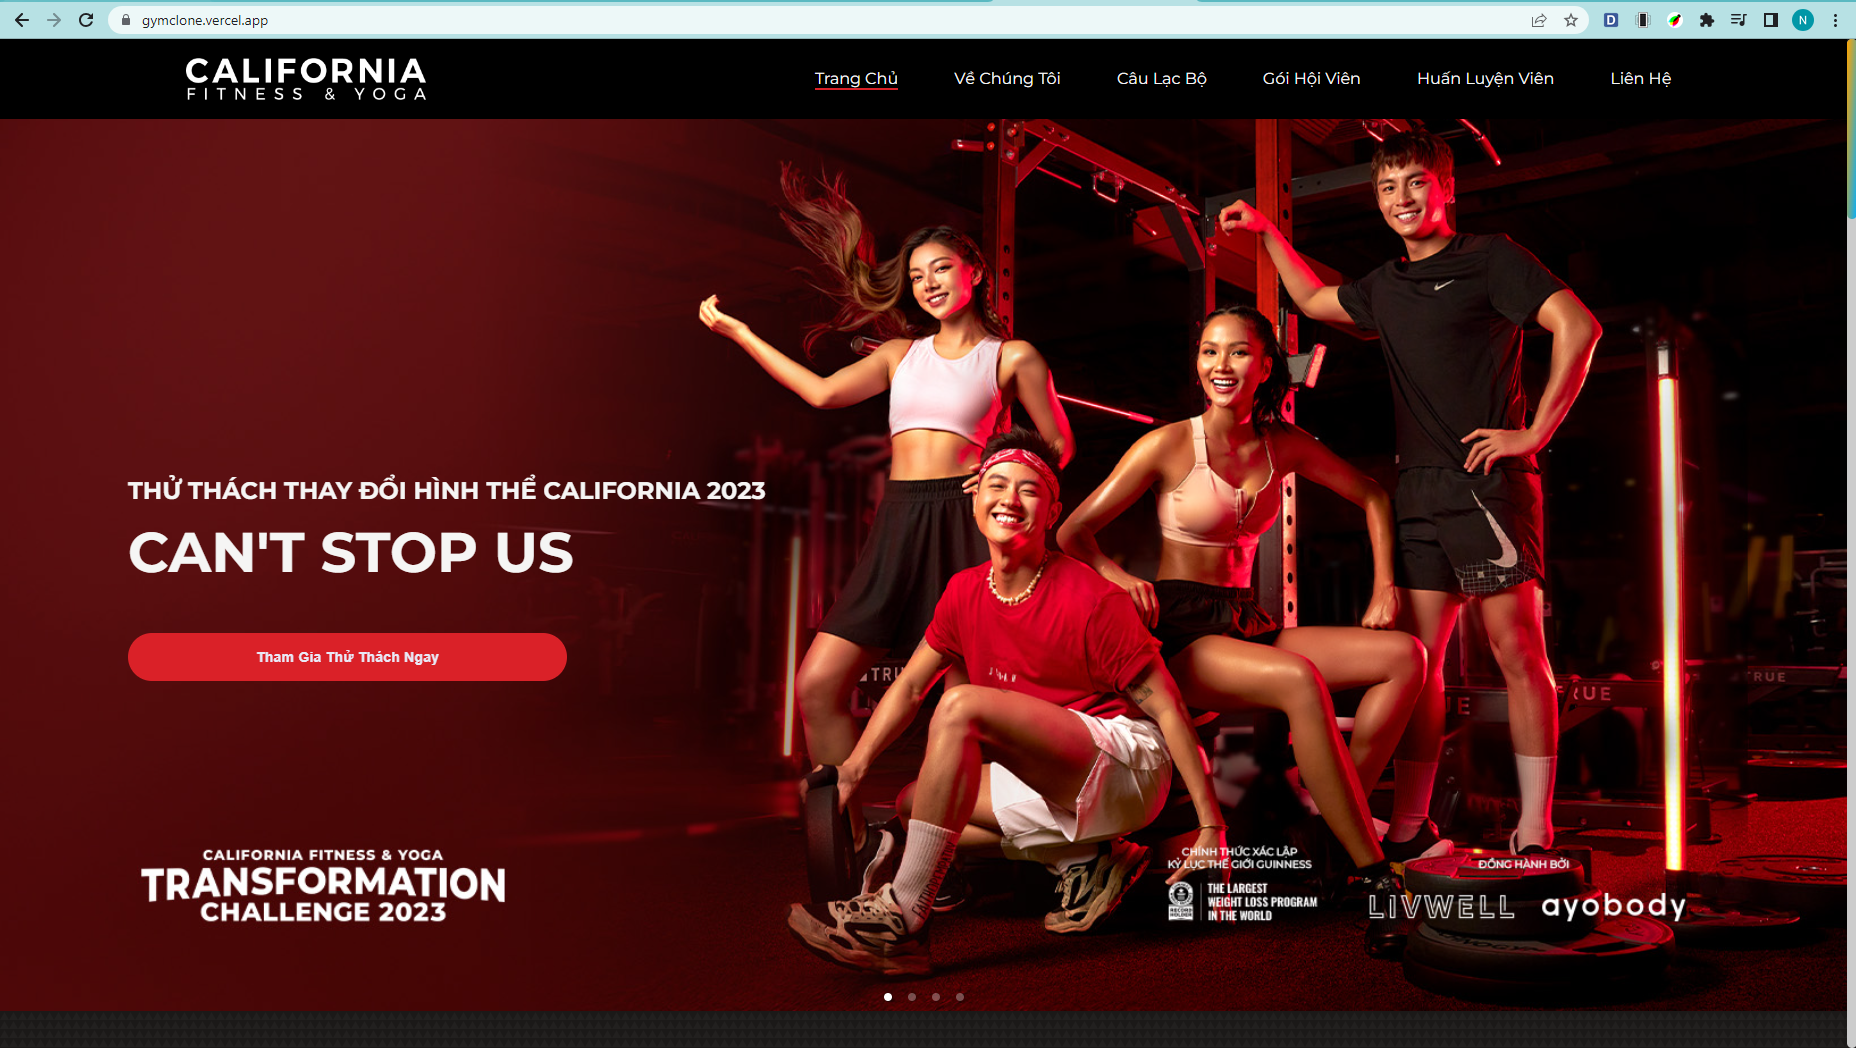 gymclone.vercel.app
D
N
CALIFORNIA
FITNESS & YOGA
Trang Chủ
Về Chúng Tôi
Câu Lạc Bộ
Gói Hội Viên
Huấn Luyện Viên
Liên Hệ
THỬ THÁCH THAY ĐỔI HÌNH THỂ CALIFORNIA 2023
CAN'T STOP US
Tham Gia Thử Thách Ngay
TRUE
TRUE
CALIFORNIA FITNESS & YOGA
TRANSFORMATION
CHALLENGE 2023
CHÍNH THỨC XÁC LẬP
KỶ LỤC THẾ GIỚI GUINNESS
THE LARGEST
WEIGHT LOSS PROGRAM
IN THE WORLD
ĐỒNG HÀNH BỞI
LIVWELL
ayobody